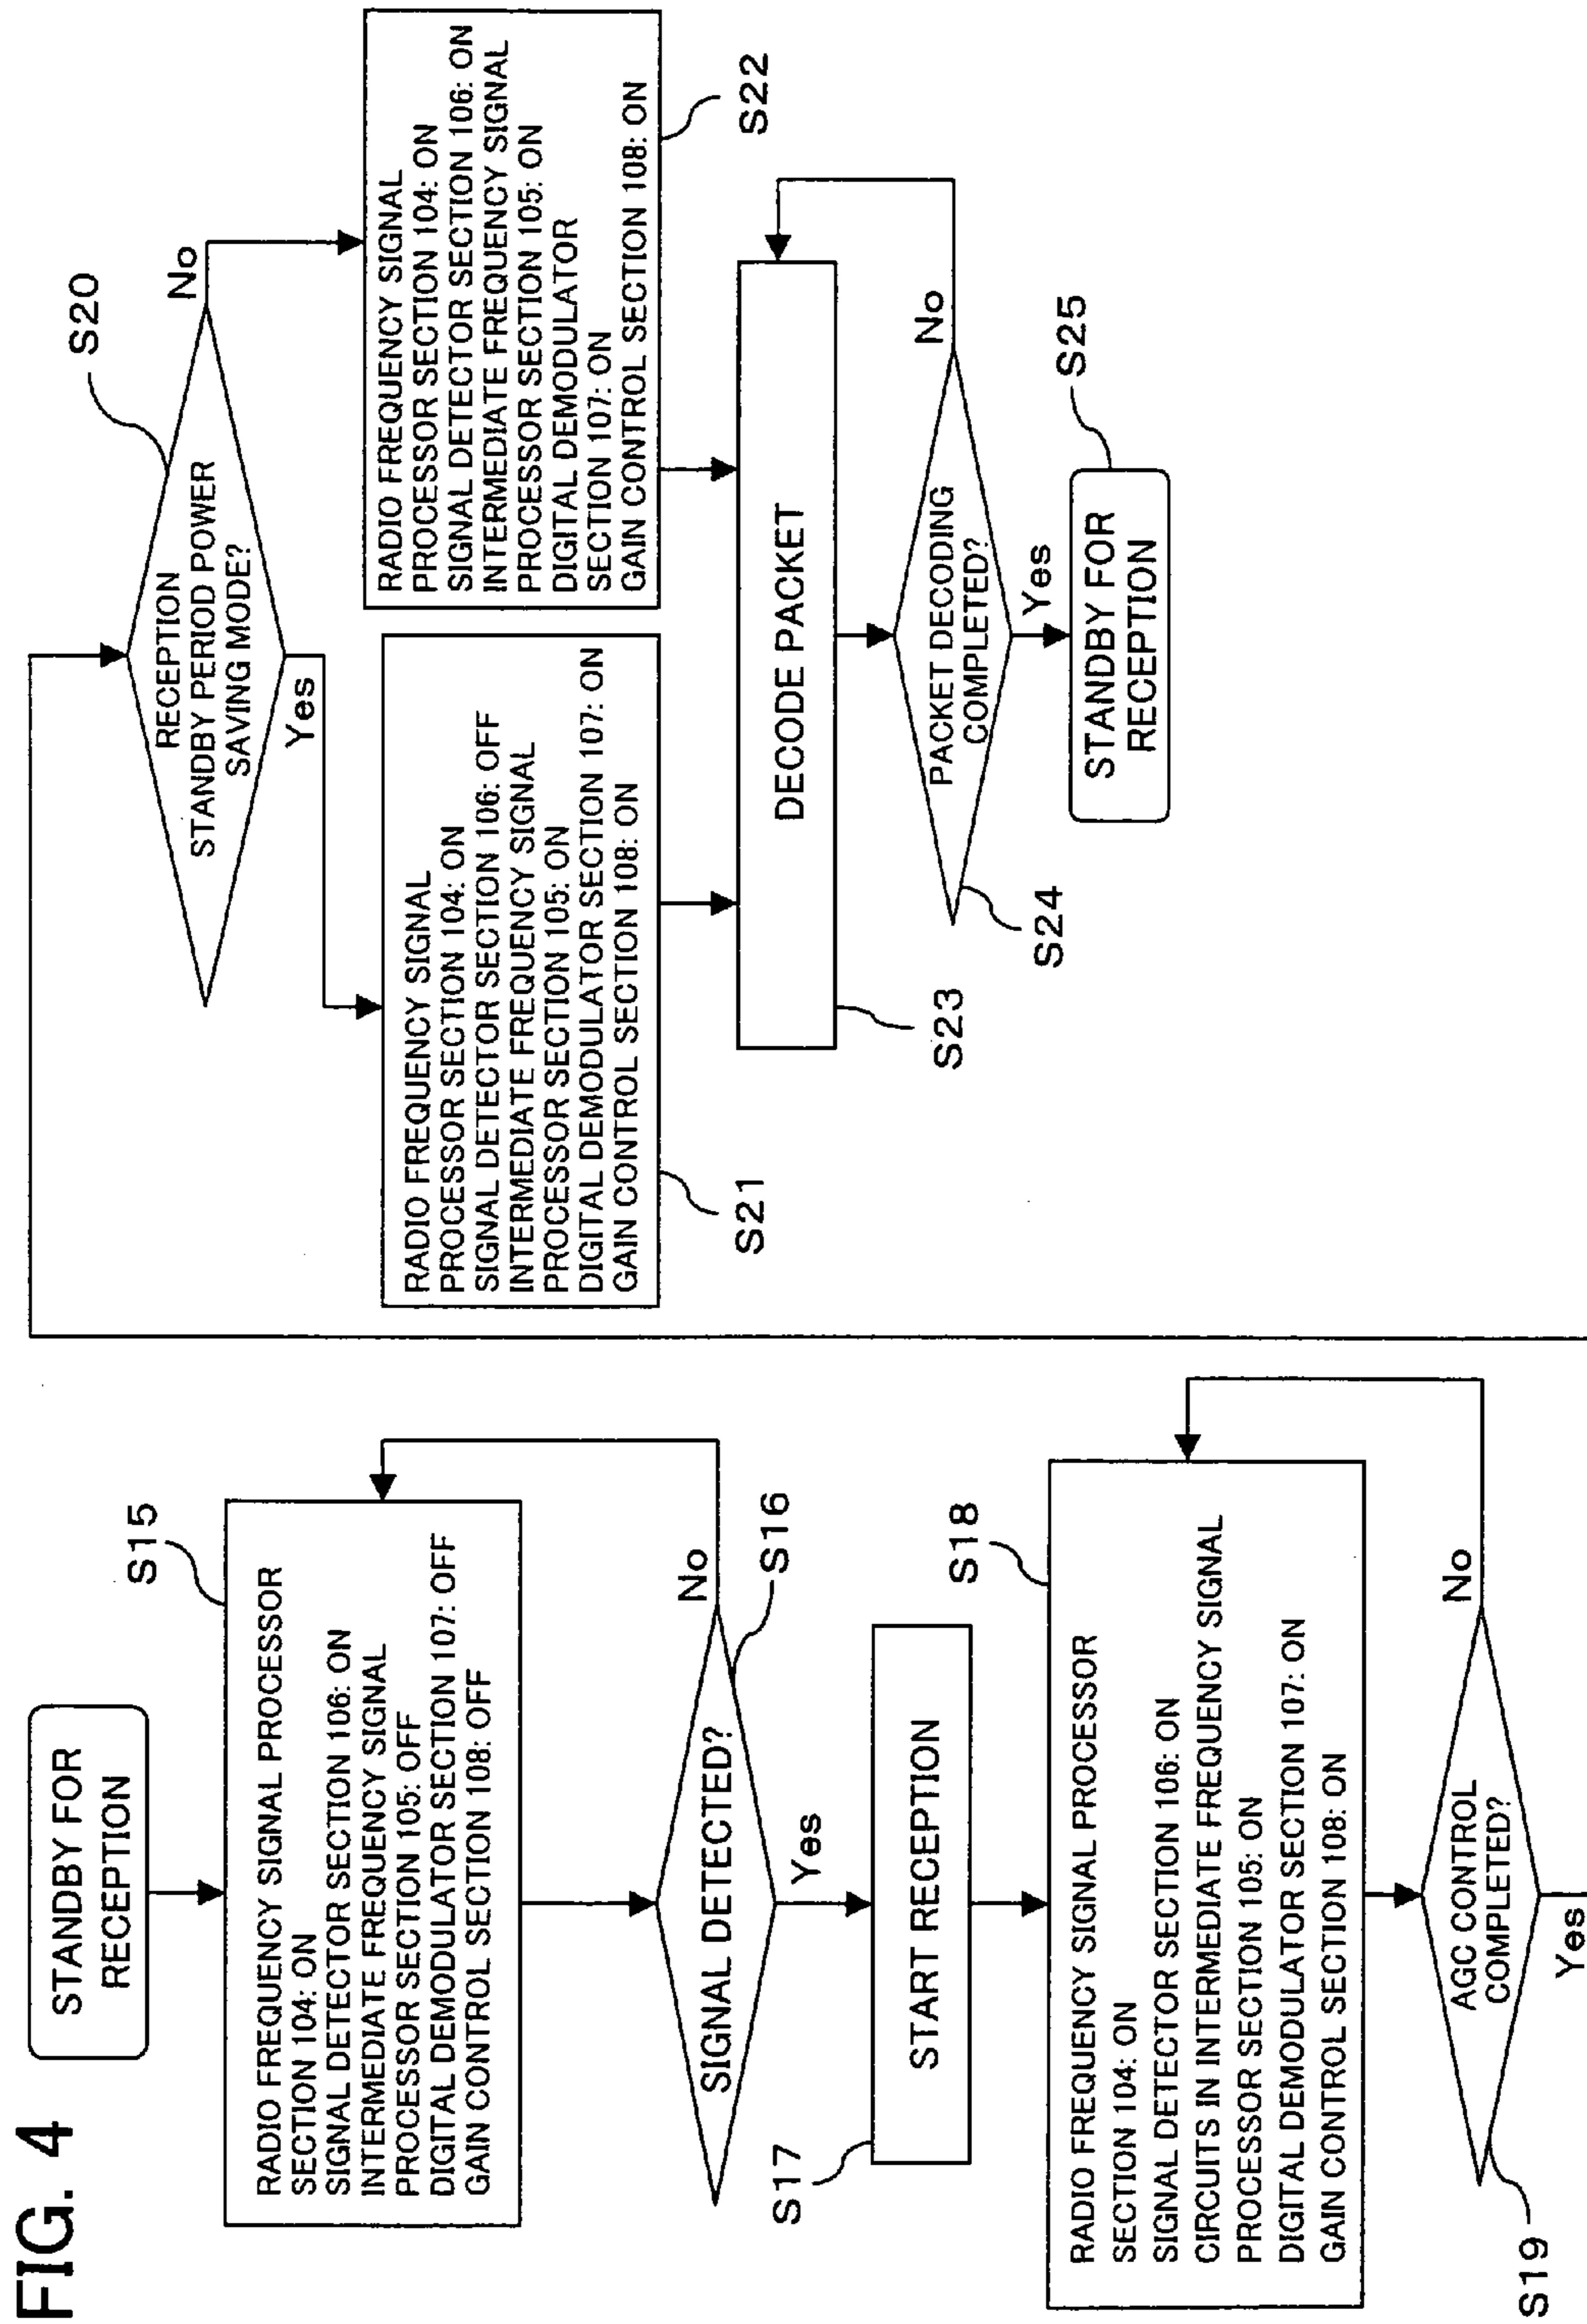 FIG. 4
STANDBY FOR
RECEPTION
S15
RADIO FREQUENCY SIGNAL PROCESSOR
SECTION 104: ON
SIGNAL DETECTOR SECTION 106: ON
INTERMEDIATE FREQUENCY SIGNAL
PROCESSOR SECTION 105: OFF
DIGITAL DEMODULATOR SECTION 107: OFF
GAIN CONTROL SECTION 108: OFF
SIGNAL DETECTED?
S16
No
Yes
S17
START RECEPTION
S18
RADIO FREQUENCY SIGNAL PROCESSOR
SECTION 104: ON
SIGNAL DETECTOR SECTION 106: ON
CIRCUITS IN INTERMEDIATE FREQUENCY SIGNAL
PROCESSOR SECTION 105: ON
DIGITAL DEMODULATOR SECTION 107: ON
GAIN CONTROL SECTION 108: ON
S19
AGC CONTROL
COMPLETED?
No
Yes
S20
RECEPTION
STANDBY PERIOD POWER
SAVING MODE?
No
Yes
RADIO FREQUENCY SIGNAL
PROCESSOR SECTION 104: ON
SIGNAL DETECTOR SECTION 106: OFF
INTERMEDIATE FREQUENCY SIGNAL
PROCESSOR SECTION 105: ON
DIGITAL DEMODULATOR SECTION 107: ON
GAIN CONTROL SECTION 108: ON
S21
RADIO FREQUENCY SIGNAL
PROCESSOR SECTION 104: ON
SIGNAL DETECTOR SECTION 106: ON
INTERMEDIATE FREQUENCY SIGNAL
PROCESSOR SECTION 105: ON
DIGITAL DEMODULATOR
SECTION 107: ON
GAIN CONTROL SECTION 108: ON
S22
DECODE PACKET
S23
PACKET DECODING
COMPLETED?
S24
No
Yes
S25
STANDBY FOR
RECEPTION